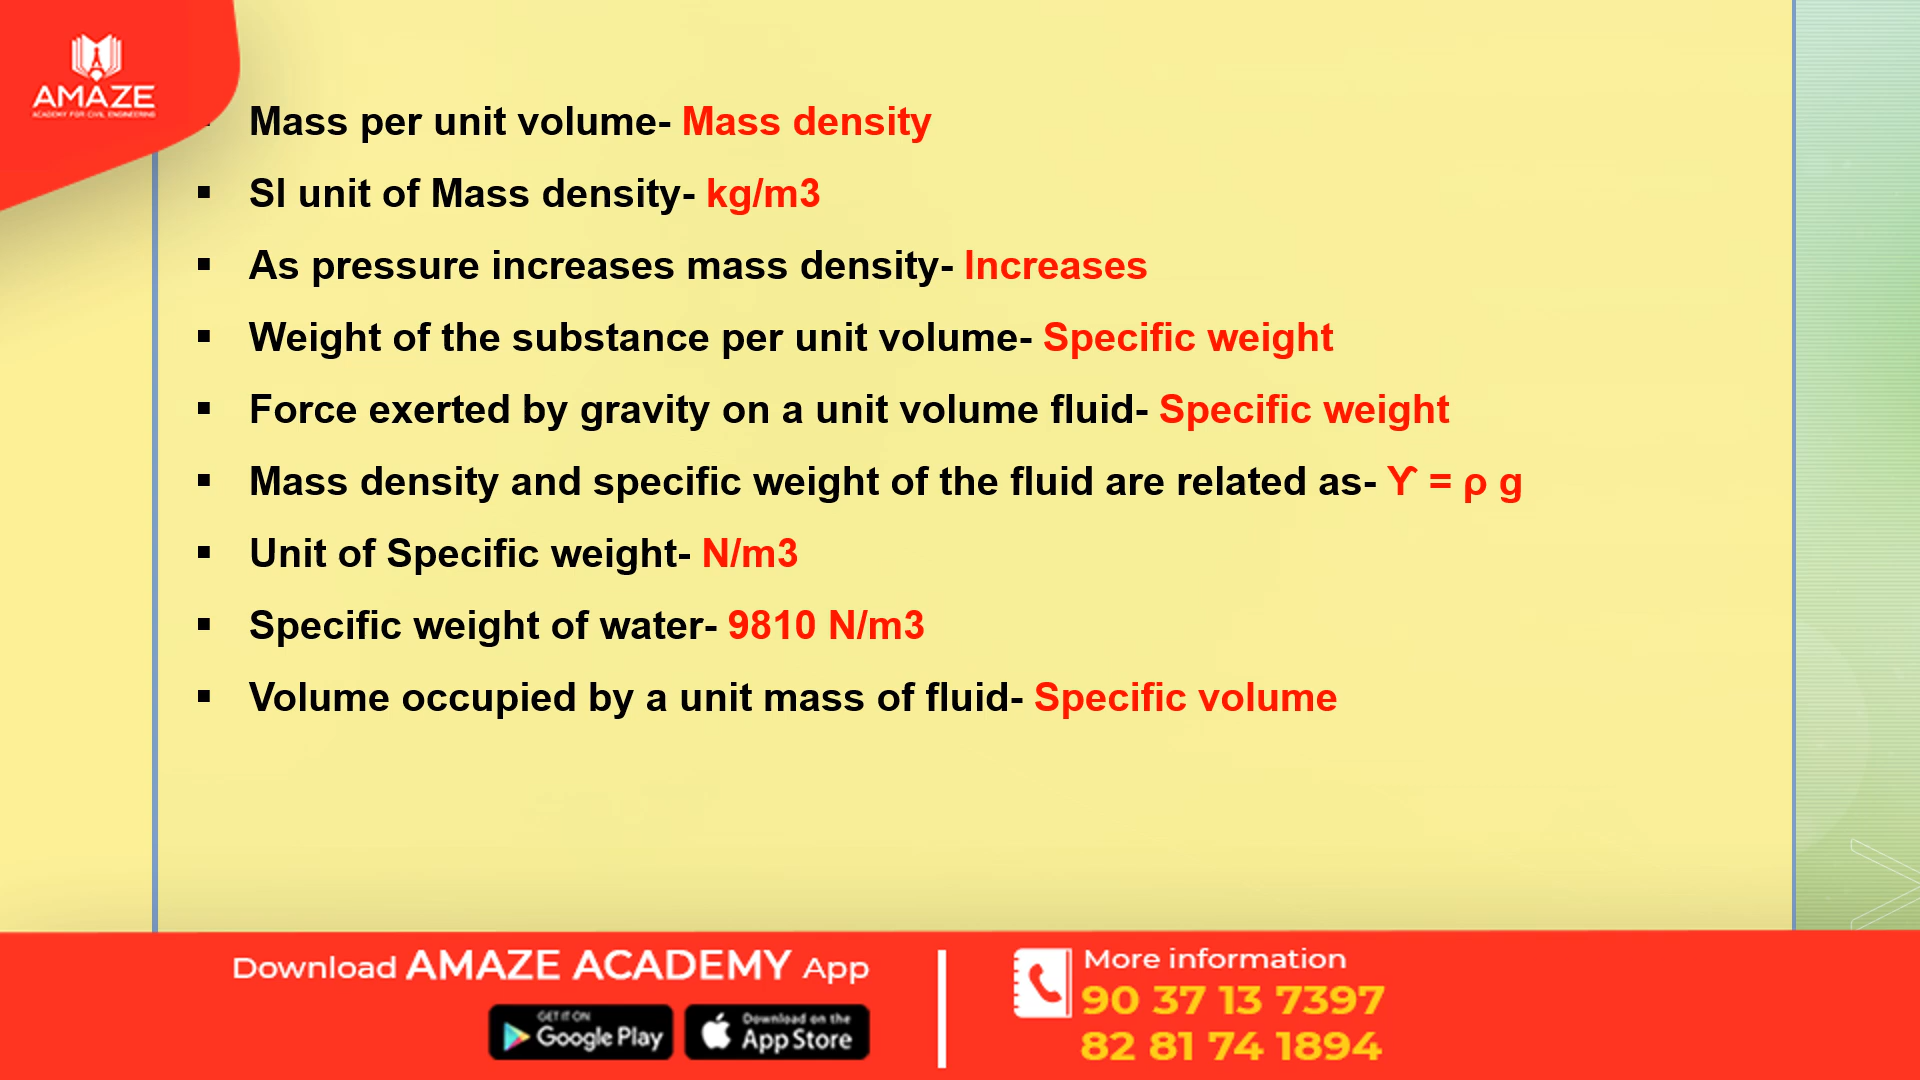 AMAZE
ACADEMY FOR CIVIL ENGINEERING
Mass per unit volume- Mass density
▪ SI unit of Mass density- kg/m3
▪ As pressure increases mass density- Increases
▪ Weight of the substance per unit volume- Specific weight
▪ Force exerted by gravity on a unit volume fluid- Specific weight
▪ Mass density and specific weight of the fluid are related as- ϒ = ρ g
▪ Unit of Specific weight- N/m3
▪ Specific weight of water- 9810 N/m3
▪ Volume occupied by a unit mass of fluid- Specific volume
Download AMAZE ACADEMY App
GET IT ON
Google Play
Download on the
App Store
More information
90 37 13 7397
82 81 74 1894